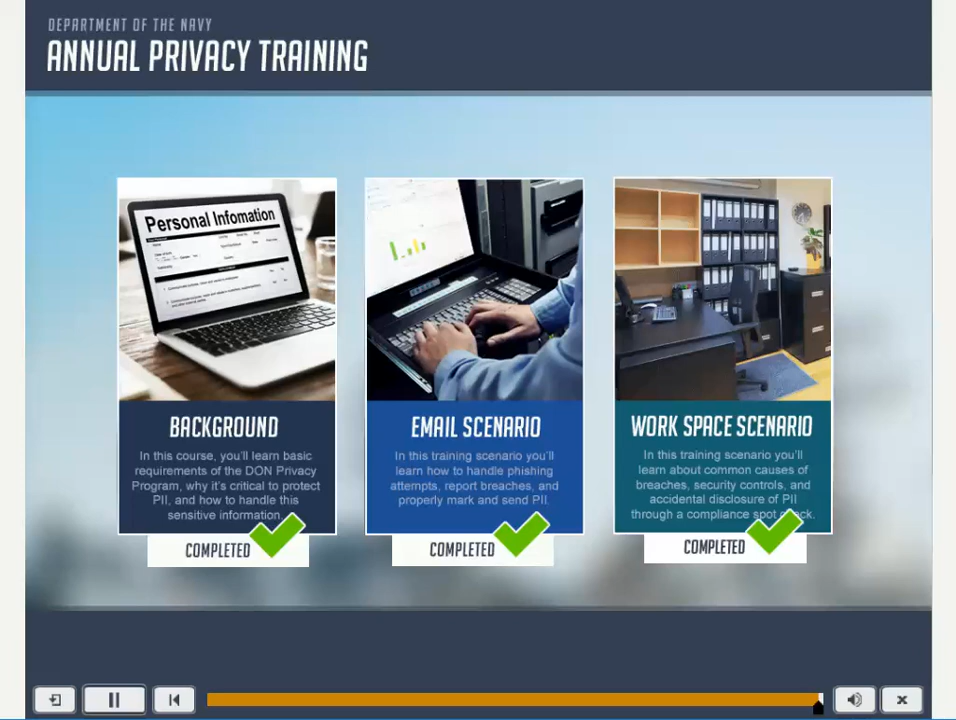 DEPARTMENT OF THE NAVY
ANNUAL PRIVACY TRAINING
Personal Infomation
BACKGROUND
In this course, you'll learn basic
requirements of the DON Privacy
Program, why it's critical to protect
PII, and how to handle this
sensitive information.
COMPLETED
EMAIL SCENARIO
In this training scenario you'll
learn how to handle phishing
attempts, report breaches, and
properly mark and send PII.
COMPLETED
WORK SPACE SCENARIO
In this training scenario you'll
learn about common causes of
breaches, security controls, and
accidental disclosure of PII
through a compliance spot check.
COMPLETED